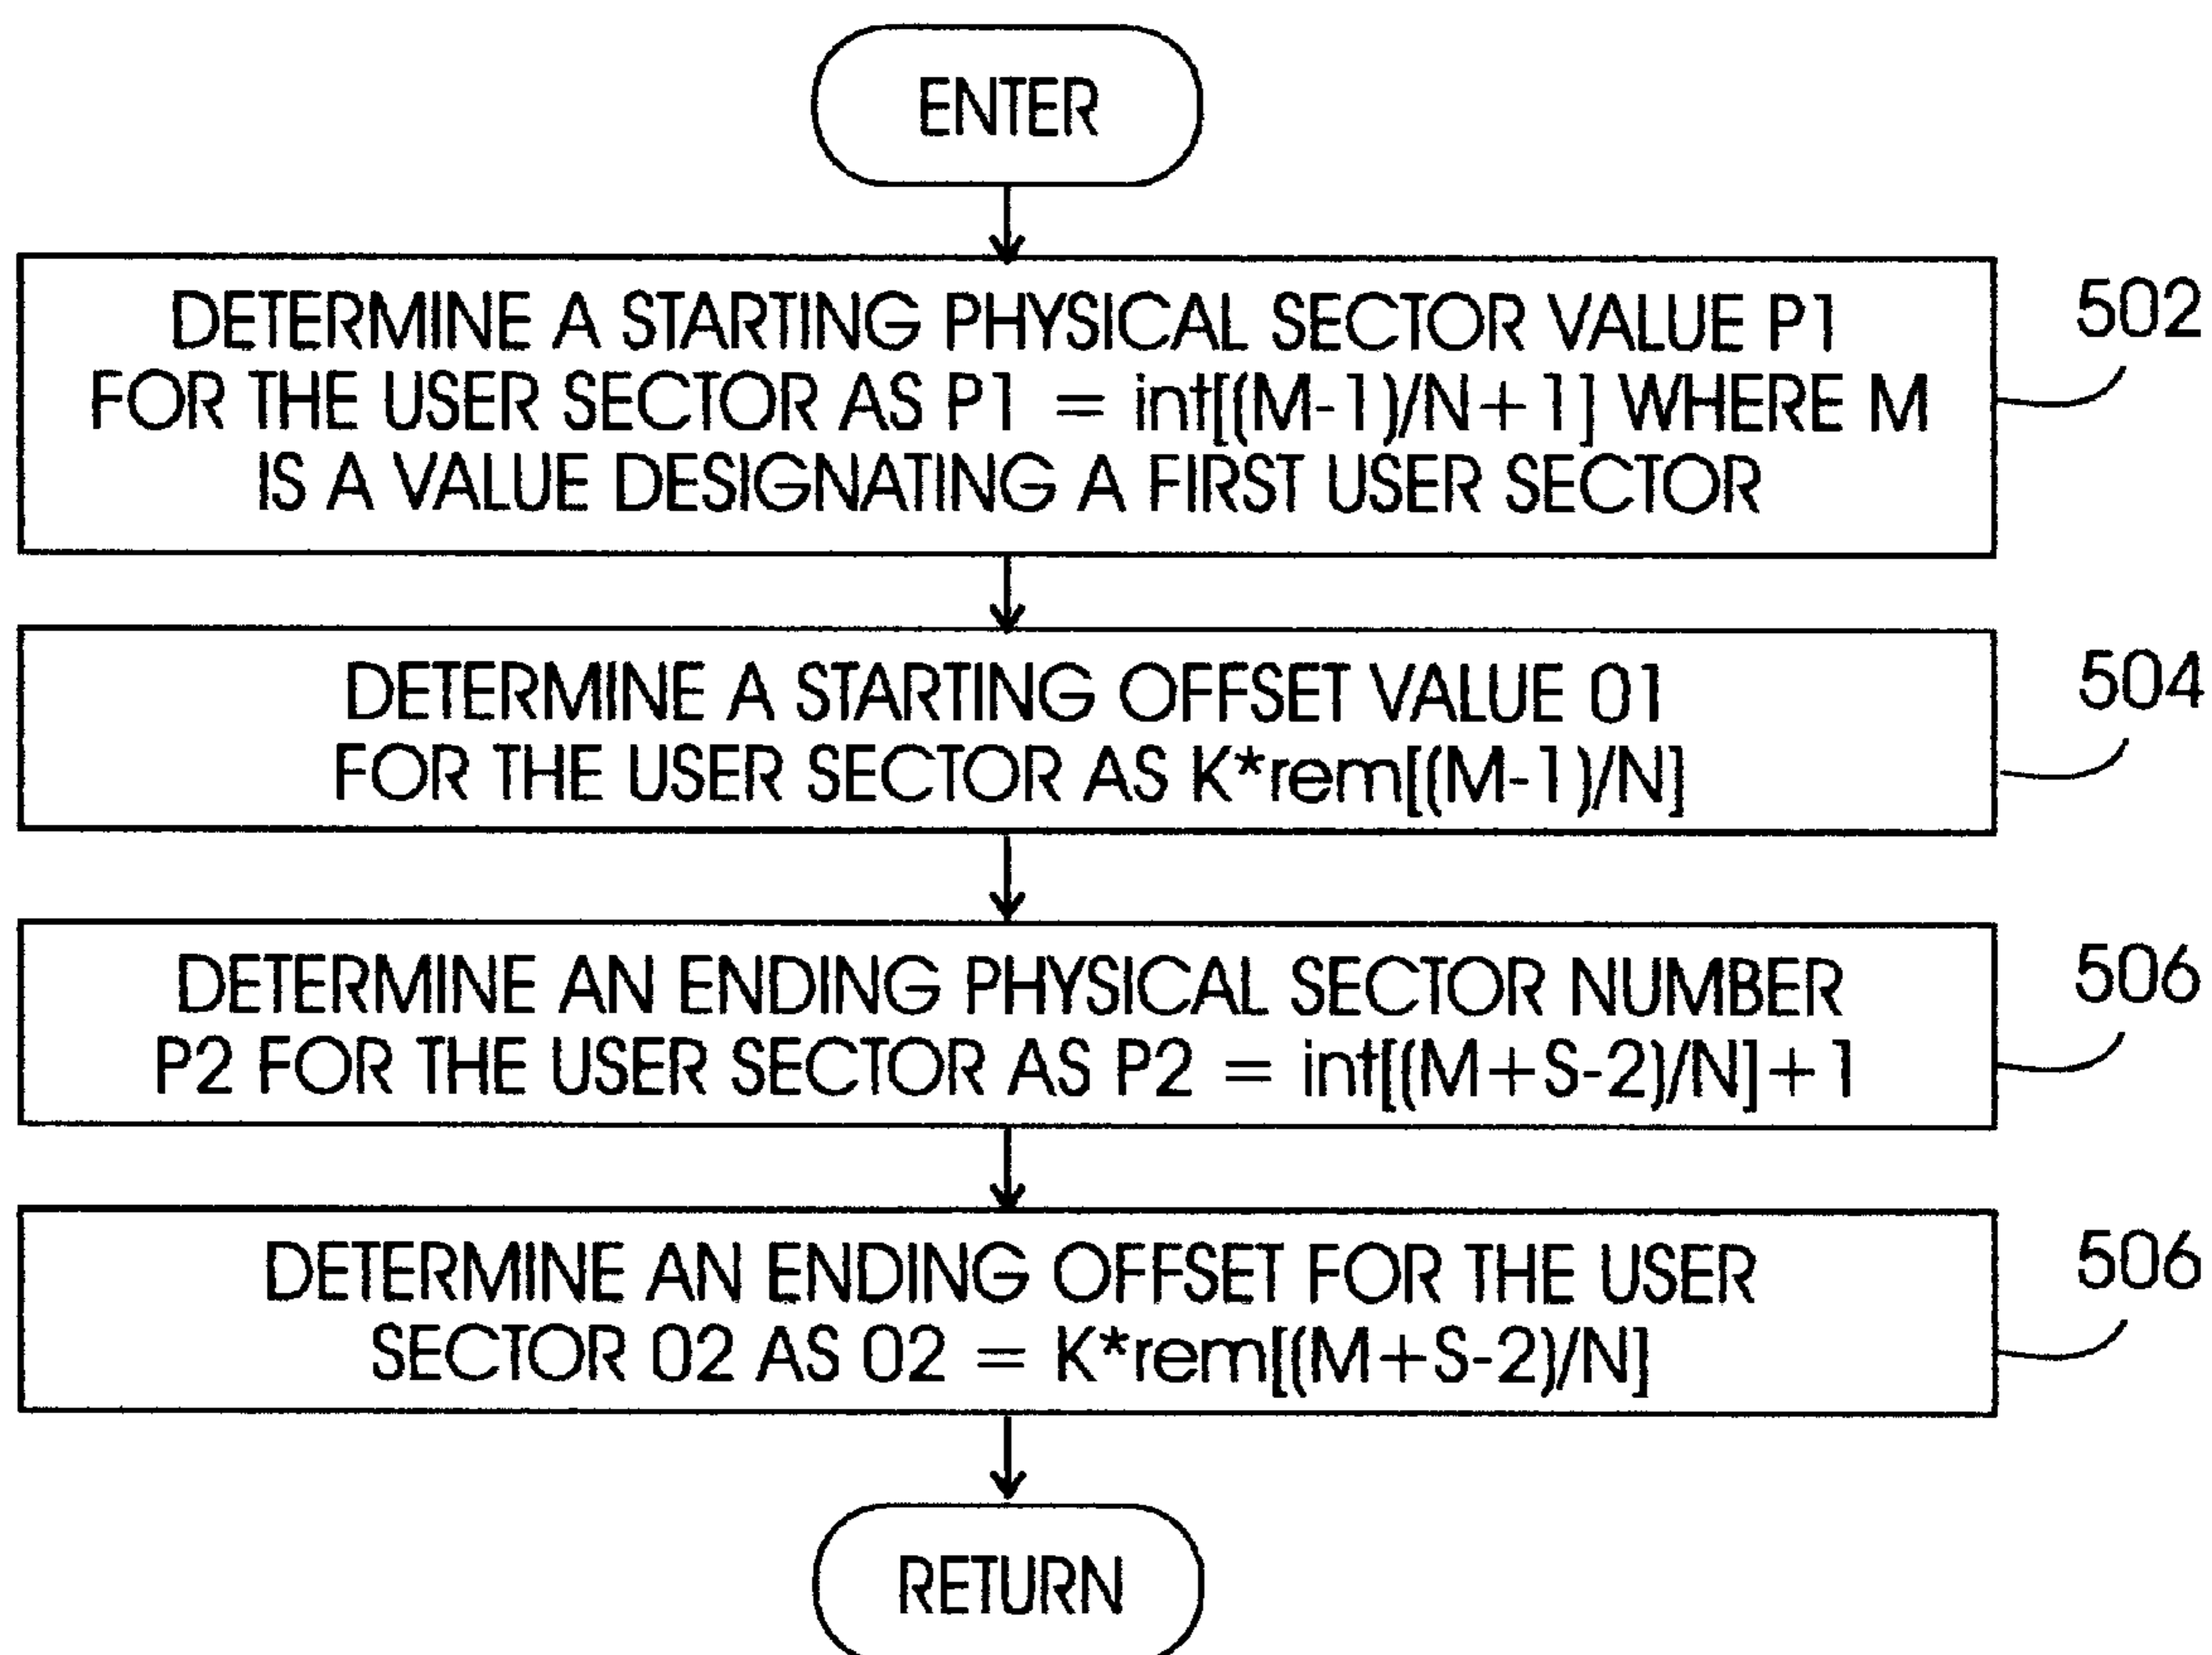 ENTER
DETERMINE A STARTING PHYSICAL SECTOR VALUE P1
FOR THE USER SECTOR AS P1 = int[(M-1)/N+1] WHERE M
IS A VALUE DESIGNATING A FIRST USER SECTOR
502
DETERMINE A STARTING OFFSET VALUE 01
FOR THE USER SECTOR AS K*rem[(M-1)/N]
504
DETERMINE AN ENDING PHYSICAL SECTOR NUMBER
P2 FOR THE USER SECTOR AS P2 = int[(M+S-2)/N]+1
506
DETERMINE AN ENDING OFFSET FOR THE USER
SECTOR 02 AS 02 = K*rem[(M+S-2)/N]
506
RETURN